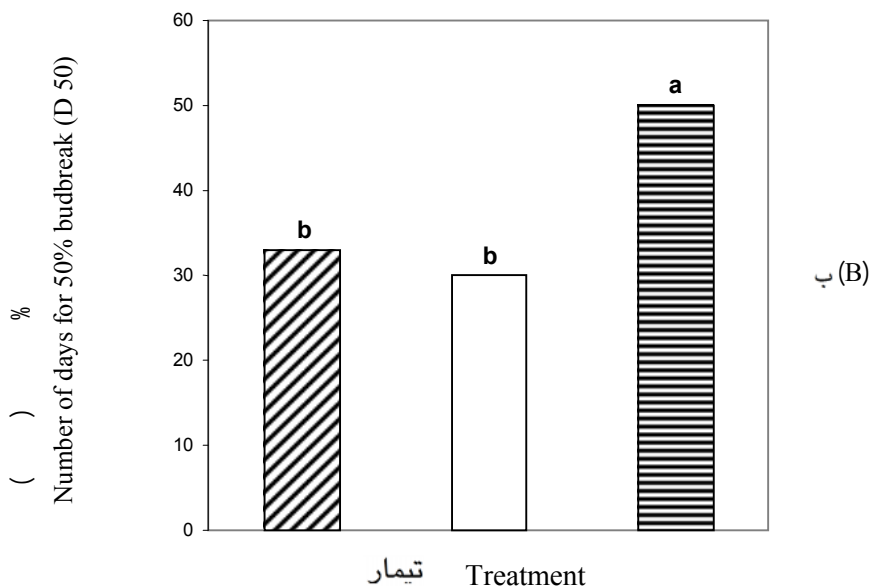 60
50
40
30
20
10
0
a
b
b
Number of days for 50% budbreak (D 50)
( ) %
ب (B)
تیمار Treatment